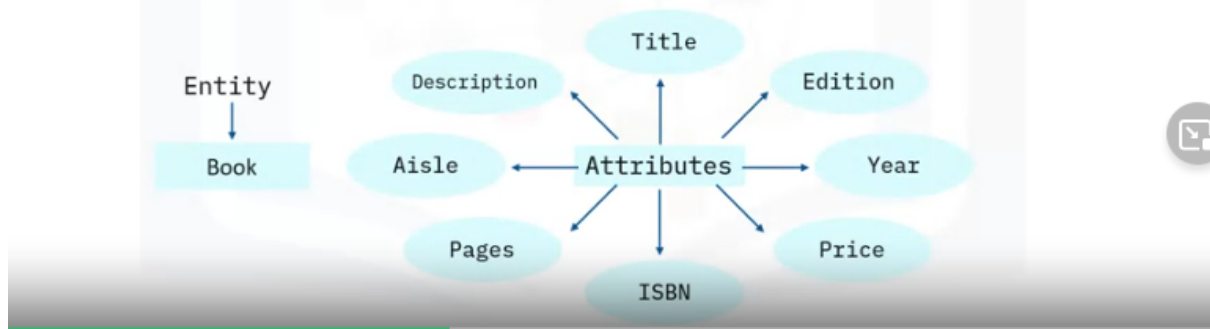 Entity
Book
Title
Description
Edition
Aisle
Attributes
Year
Pages
Price
ISBN